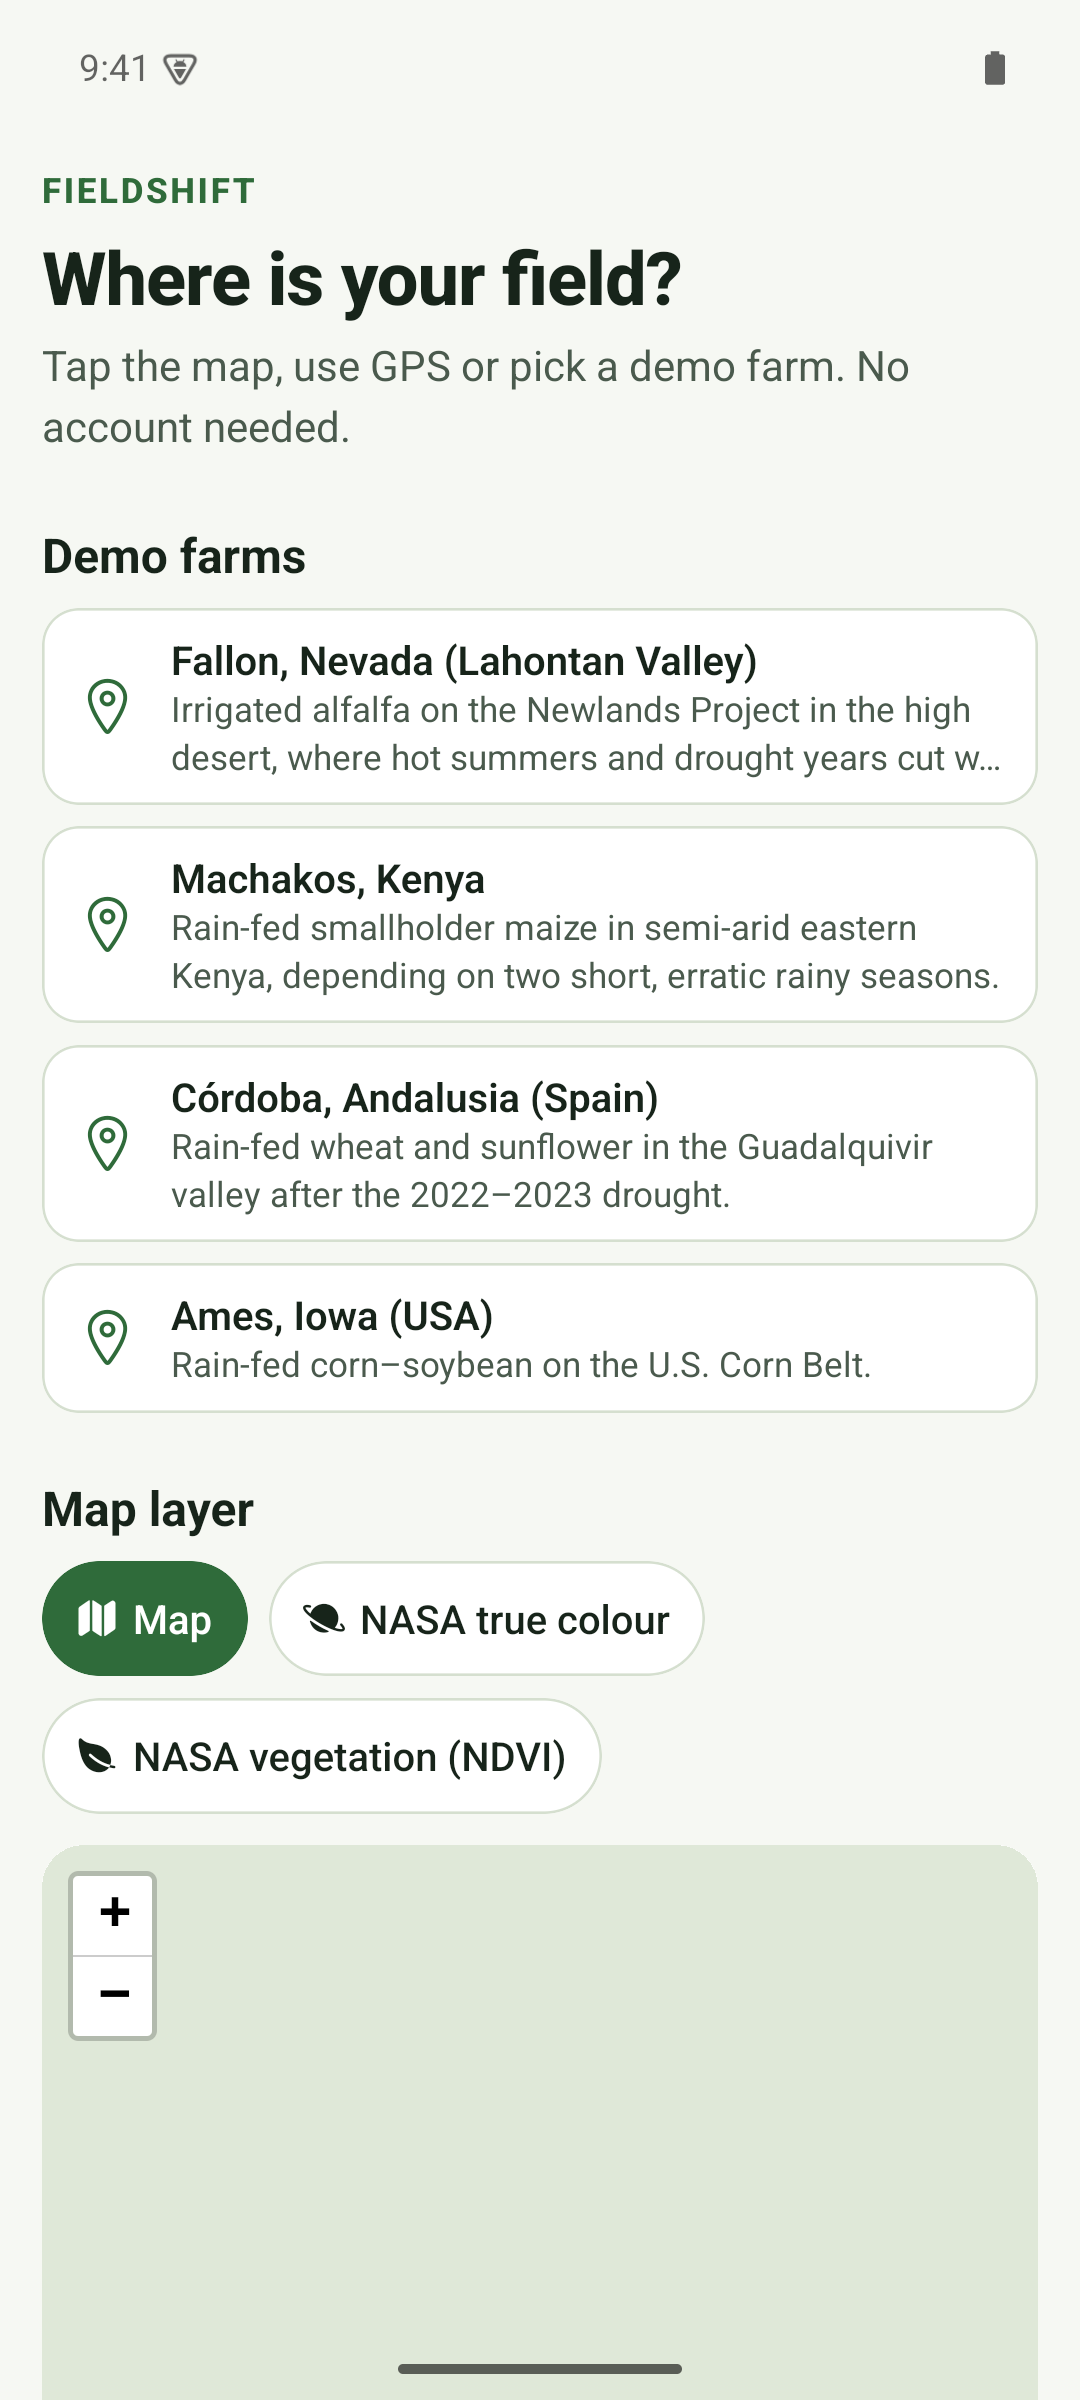 9:41
FIELDSHIFT
Where is your field?
Tap the map, use GPS or pick a demo farm. No
account needed.
Demo farms
Fallon, Nevada (Lahontan Valley)
Irrigated alfalfa on the Newlands Project in the high
desert, where hot summers and drought years cut w…
Machakos, Kenya
Rain-fed smallholder maize in semi-arid eastern
Kenya, depending on two short, erratic rainy seasons.
Córdoba, Andalusia (Spain)
Rain-fed wheat and sunflower in the Guadalquivir
valley after the 2022–2023 drought.
Ames, Iowa (USA)
Rain-fed corn–soybean on the U.S. Corn Belt.
Map layer
Map
NASA true colour
NASA vegetation (NDVI)
+
−